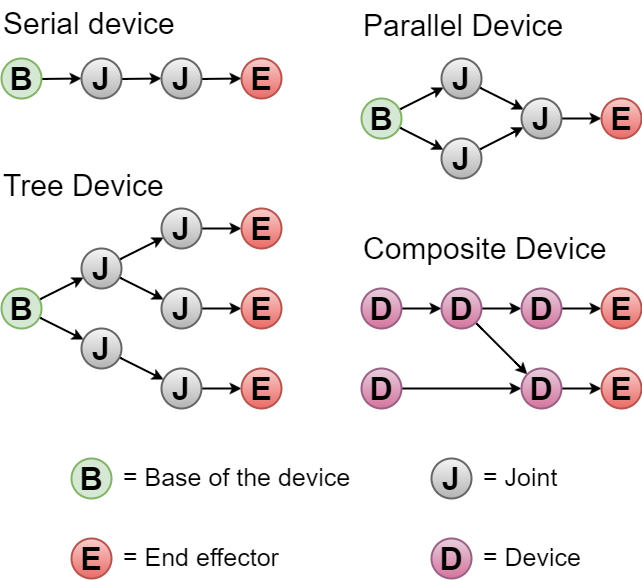 Serial device
B J J E
Parallel Device
J
B J E
J
Tree Device
J E
J
B J E
J
J E
Composite Device
D D D E
D D E
B = Base of the device
J = Joint
E = End effector
D = Device